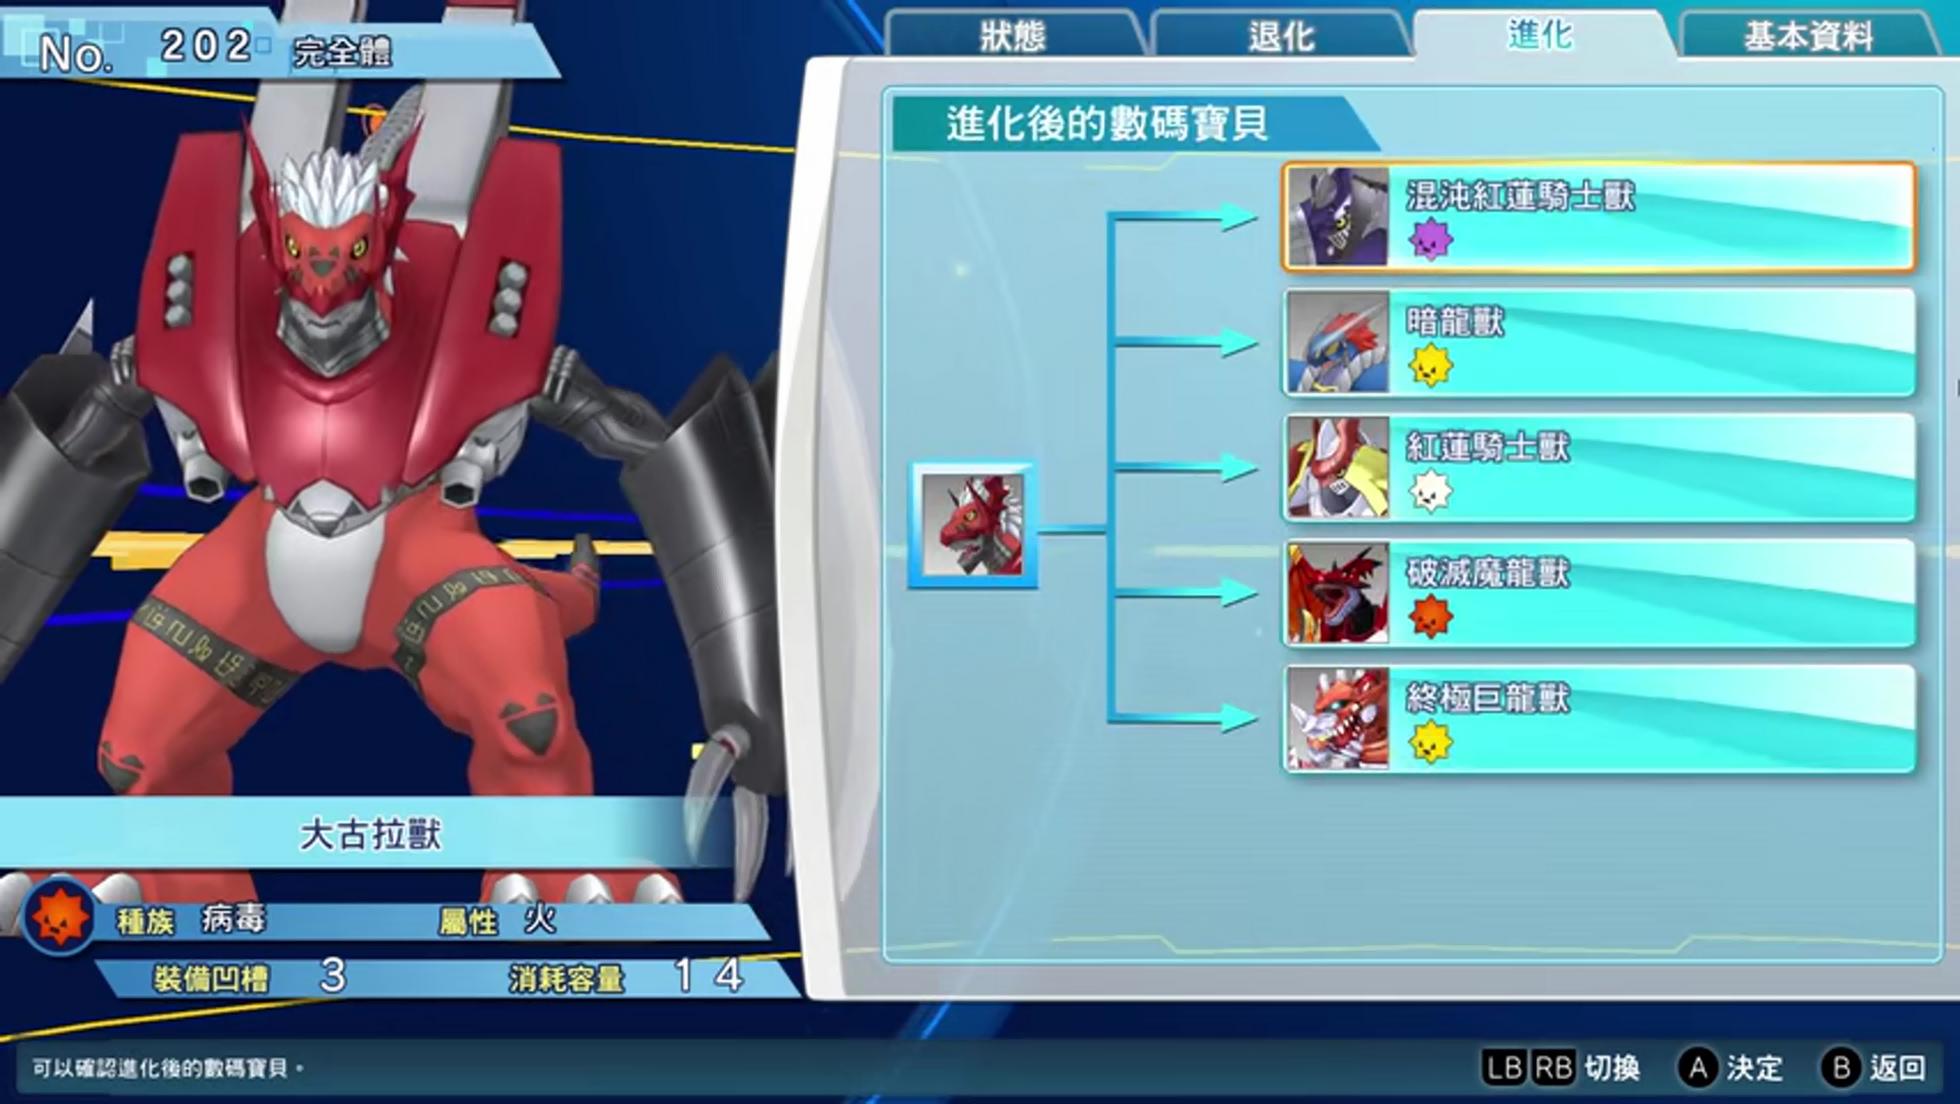 No. 202 完全體
狀態 退化 進化 基本資料
進化後的數碼寶貝
混沌紅蓮騎士獸
暗龍獸
紅蓮騎士獸
破滅魔龍獸
終極巨龍獸
大古拉獸
種族 病毒 屬性 火
裝備凹槽 3 消耗容量 14
可以確認進化後的數碼寶貝。
LB RB 切換 A 決定 B 返回